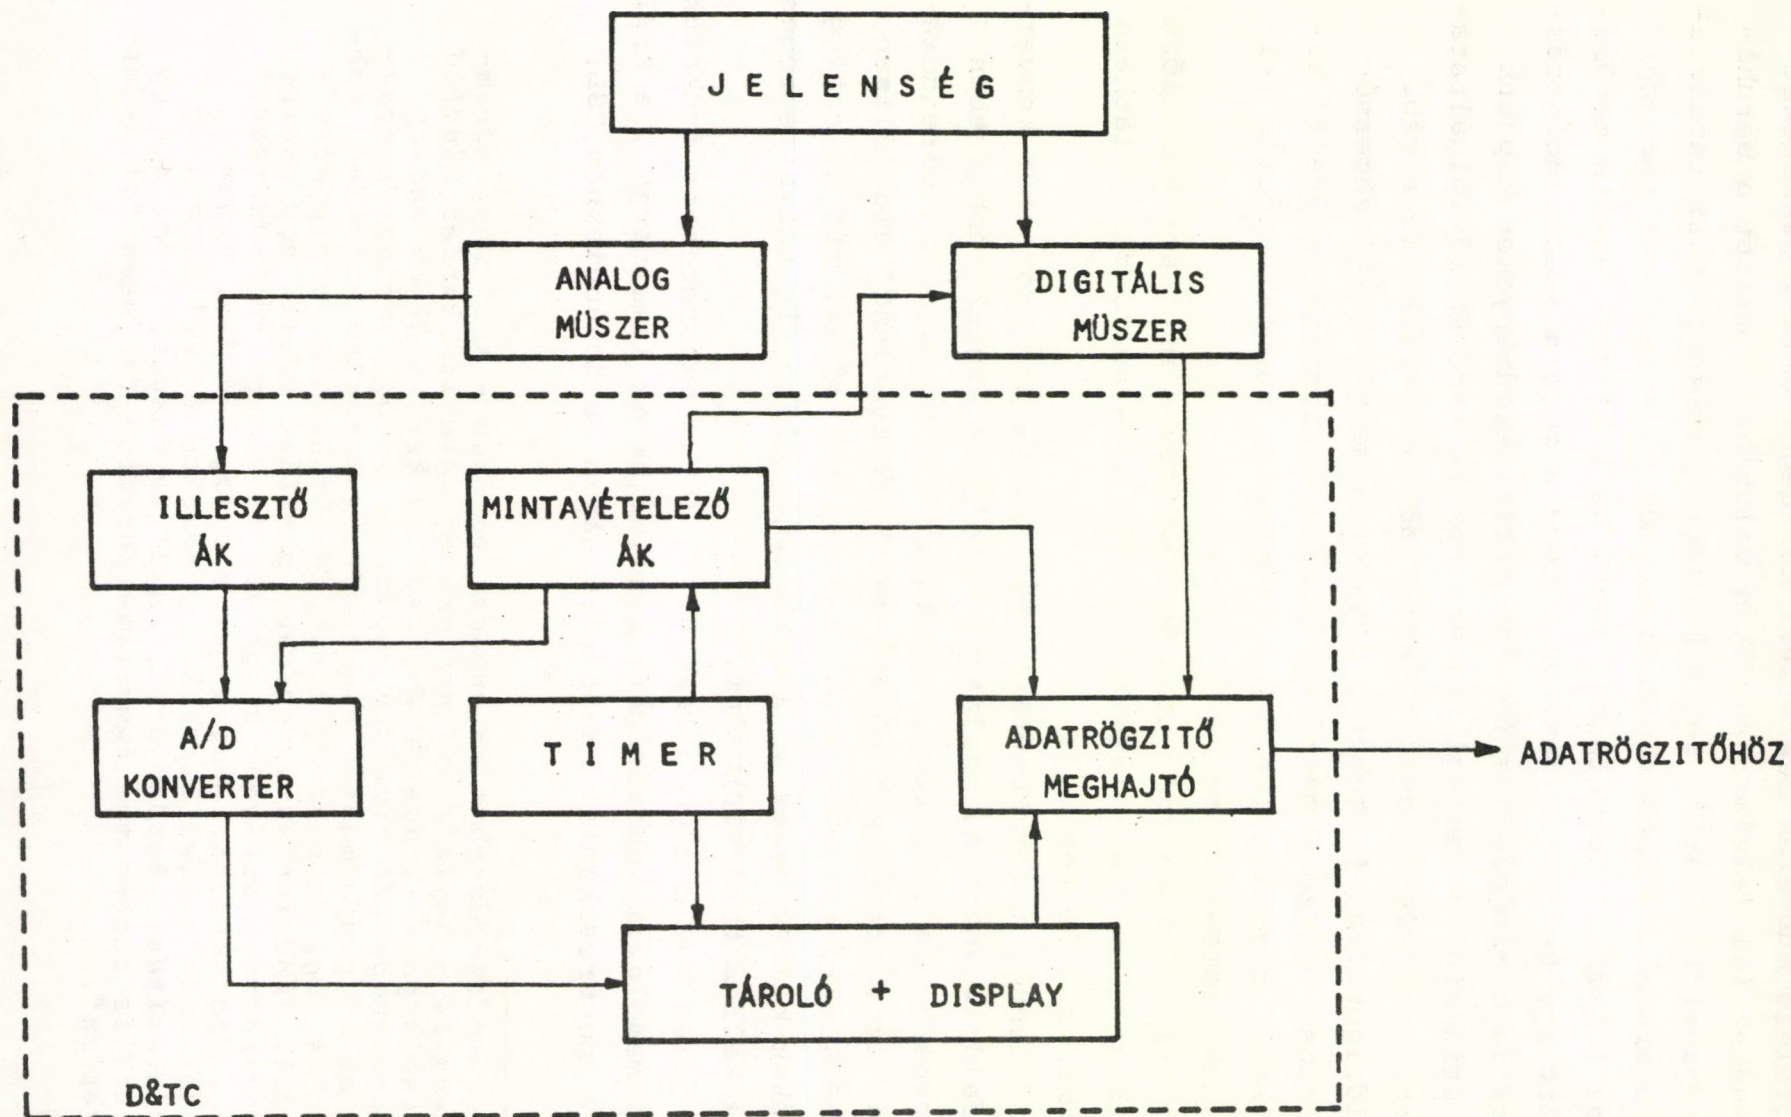 JELENSÉG
ANALOG
MÜSZER
DIGITÁLIS
MÜSZER
ILLESZTŐ
ÁK
MINTAVÉTELEZŐ
ÁK
A/D
KONVERTER
TIMER
ADATRÖGZITŐ
MEGHAJTÓ
ADATRÖGZITŐHÖZ
TÁROLÓ + DISPLAY
D&TC